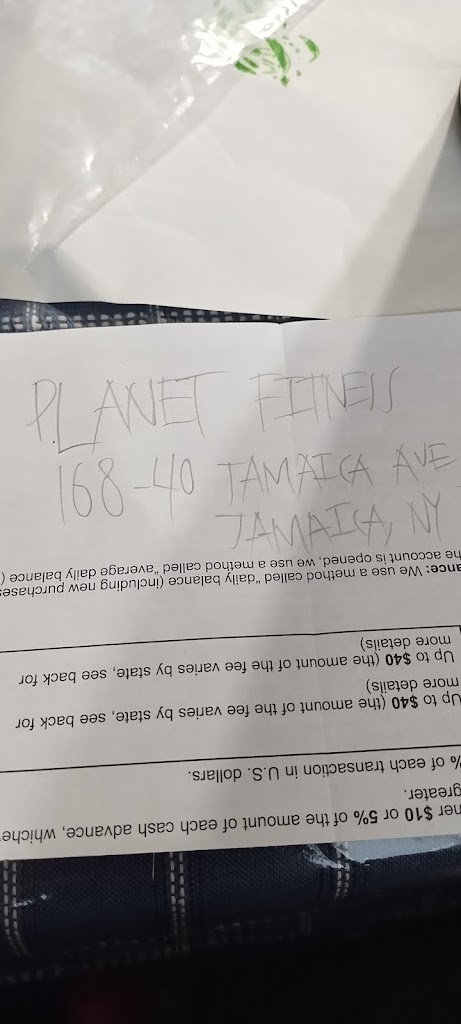 PLANET FITNESS
168-40 JAMAICA AVE
JAMAICA, NY
ner $10 or 5% of the amount of each cash advance, whiche
greater.
% of each transaction in U.S. dollars.
Up to $40 (the amount of the fee varies by state, see back for
more details)
Up to $40 (the amount of the fee varies by state, see back for
more details)
ance: We use a method called "daily balance (including new purchases
he account is opened, we use a method called "average daily balance (